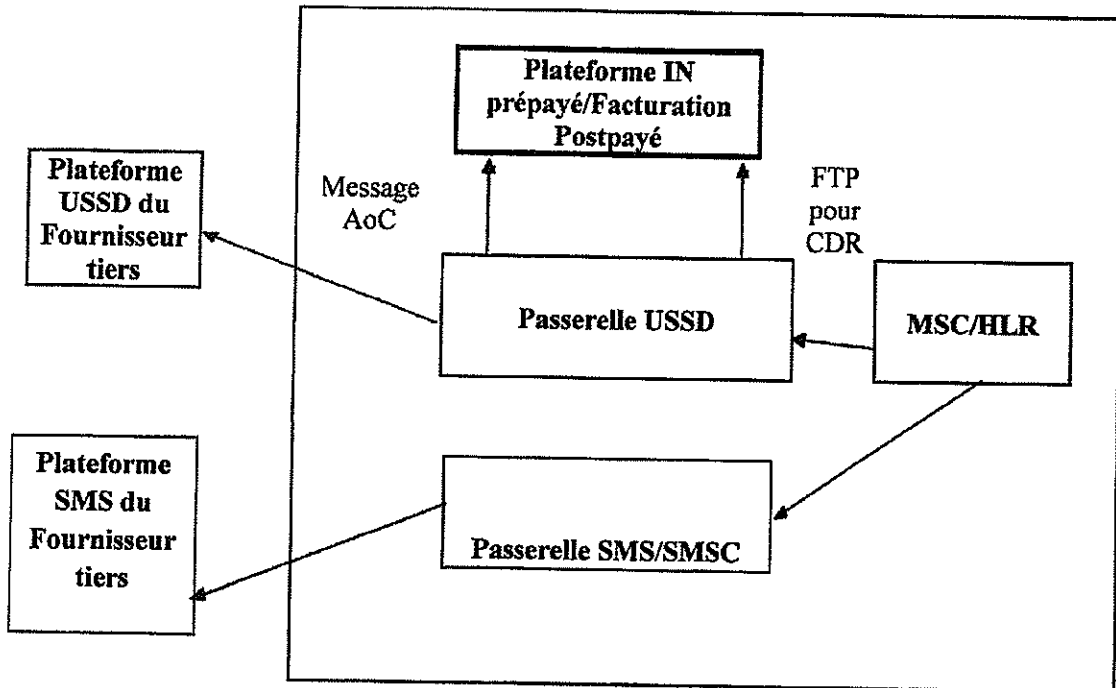 Plateforme IN
prépayé/Facturation
Postpayé
Plateforme
USSD du
Fournisseur
tiers
Message
AoC
FTP
pour
CDR
Passerelle USSD
MSC/HLR
Plateforme
SMS du
Fournisseur
tiers
Passerelle SMS/SMSC